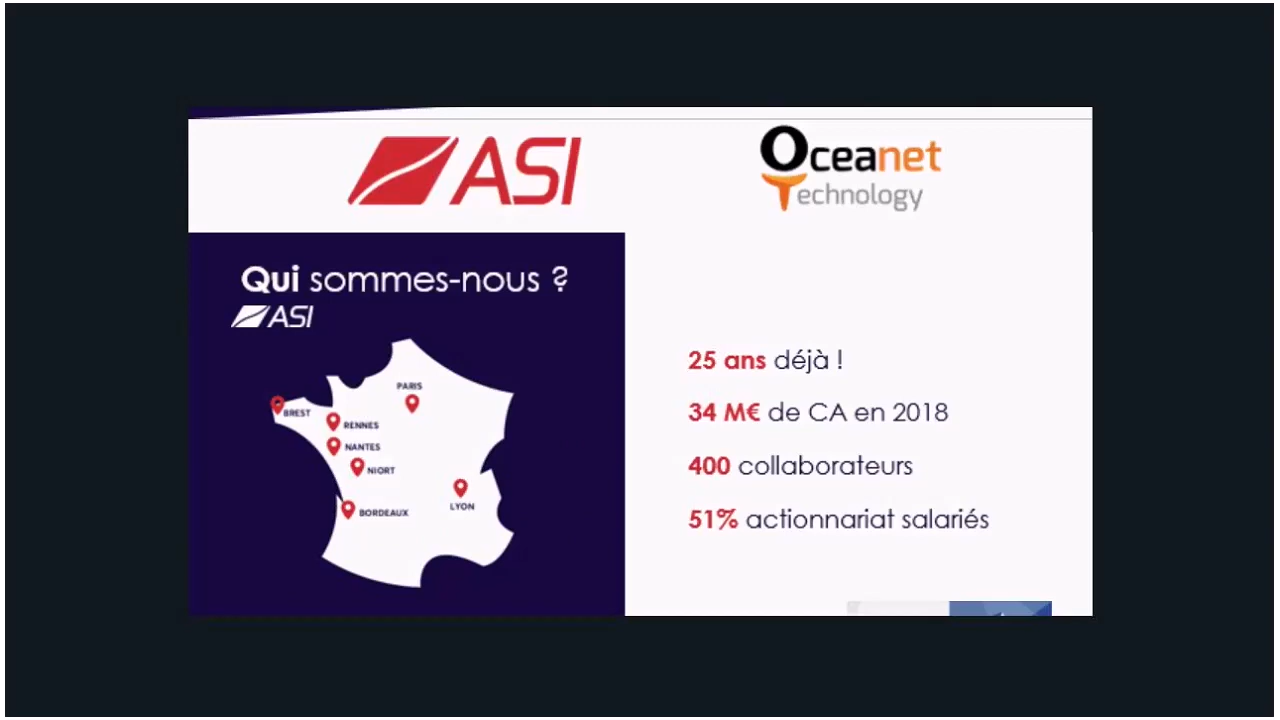 ASI
Oceanet
Technology
Qui sommes-nous ?
ASI
PARIS
BREST
RENNES
NANTES
NIORT
LYON
BORDEAUX
25 ans déjà !
34 M€ de CA en 2018
400 collaborateurs
51% actionnariat salariés